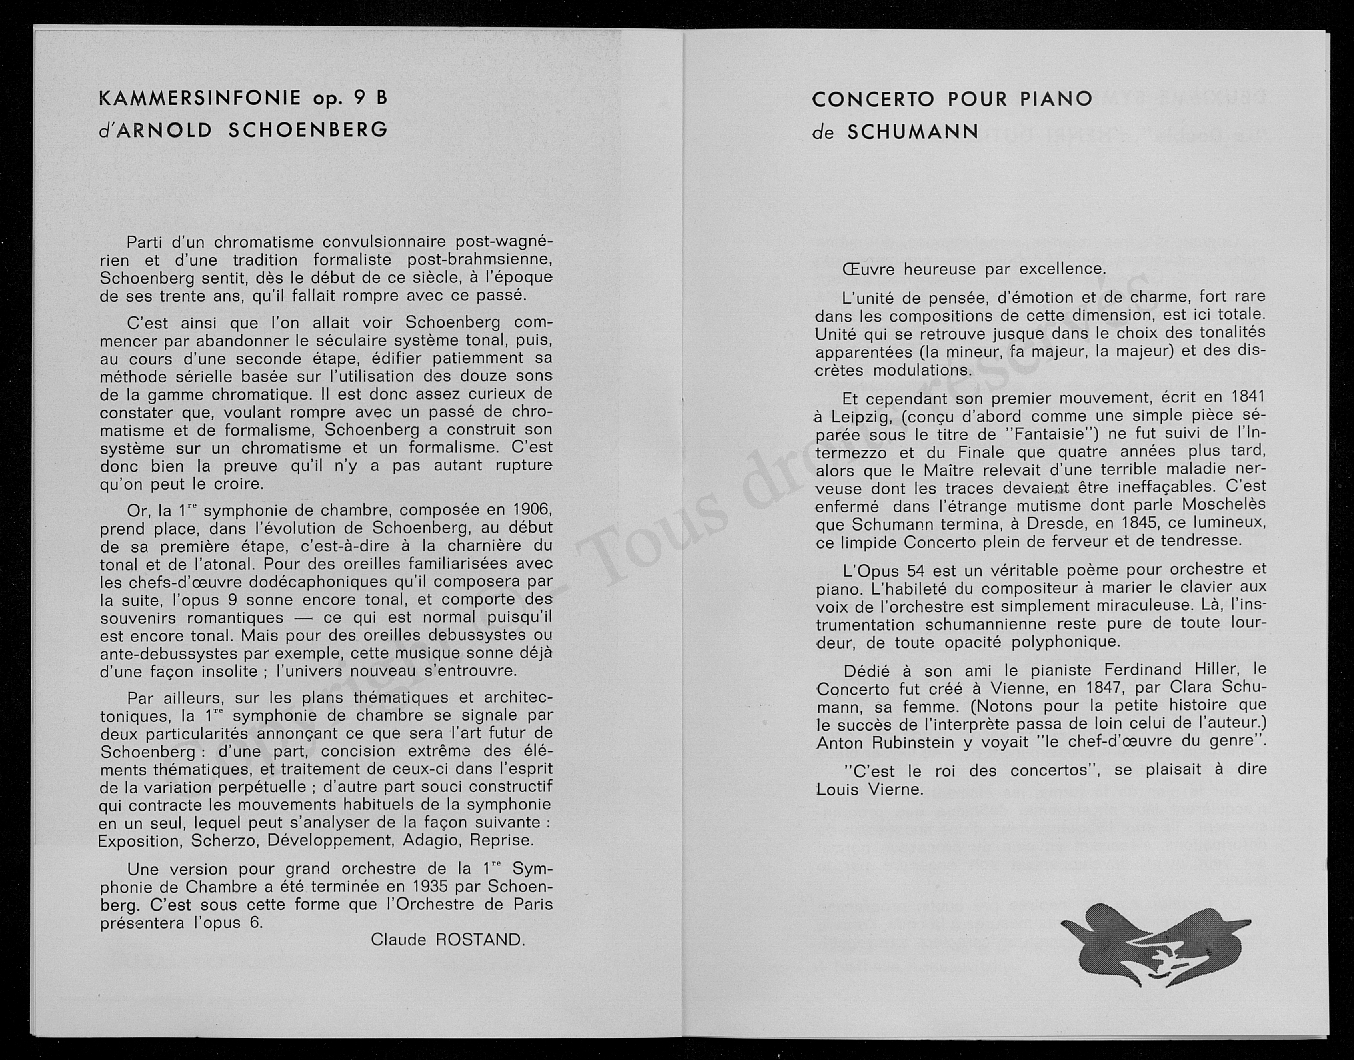 KAMMERSINFONIE op. 9 B
d'ARNOLD SCHOENBERG
Parti d'un chromatisme convulsionnaire post-wagné-
rien et d'une tradition formaliste post-brahmsienne,
Schoenberg sentit, dès le début de ce siècle, à l'époque
de ses trente ans, qu'il fallait rompre avec ce passé.
C'est ainsi que l'on allait voir Schoenberg com-
mencer par abandonner le séculaire système tonal, puis,
au cours d'une seconde étape, édifier patiemment sa
méthode sérielle basée sur l'utilisation des douze sons
de la gamme chromatique. Il est donc assez curieux de
constater que, voulant rompre avec un passé de chro-
matisme et de formalisme, Schoenberg a construit son
système sur un chromatisme et un formalisme. C'est
donc bien la preuve qu'il n'y a pas autant rupture
qu'on peut le croire.
Or, la 1re symphonie de chambre, composée en 1906,
prend place, dans l'évolution de Schoenberg, au début
de sa première étape, c'est-à-dire à la charnière du
tonal et de l'atonal. Pour des oreilles familiarisées avec
les chefs-d'œuvre dodécaphoniques qu'il composera par
la suite, l'opus 9 sonne encore tonal, et comporte des
souvenirs romantiques — ce qui est normal puisqu'il
est encore tonal. Mais pour des oreilles debussystes ou
ante-debussystes par exemple, cette musique sonne déjà
d'une façon insolite ; l'univers nouveau s'entrouvre.
Par ailleurs, sur les plans thématiques et architec-
toniques, la 1re symphonie de chambre se signale par
deux particularités annonçant ce que sera l'art futur de
Schoenberg : d'une part, concision extrême des élé-
ments thématiques, et traitement de ceux-ci dans l'esprit
de la variation perpétuelle ; d'autre part souci constructif
qui contracte les mouvements habituels de la symphonie
en un seul, lequel peut s'analyser de la façon suivante :
Exposition, Scherzo, Développement, Adagio, Reprise.
Une version pour grand orchestre de la 1re Sym-
phonie de Chambre a été terminée en 1935 par Schoen-
berg. C'est sous cette forme que l'Orchestre de Paris
présentera l'opus 6.
Claude ROSTAND.
CONCERTO POUR PIANO
de SCHUMANN
Œuvre heureuse par excellence.
L'unité de pensée, d'émotion et de charme, fort rare
dans les compositions de cette dimension, est ici totale.
Unité qui se retrouve jusque dans le choix des tonalités
apparentées (la mineur, fa majeur, la majeur) et des dis-
crètes modulations.
Et cependant son premier mouvement, écrit en 1841
à Leipzig, (conçu d'abord comme une simple pièce sé-
parée sous le titre de "Fantaisie") ne fut suivi de l'In-
termezzo et du Finale que quatre années plus tard,
alors que le Maître relevait d'une terrible maladie ner-
veuse dont les traces devaient être ineffaçables. C'est
enfermé dans l'étrange mutisme dont parle Moschelès
que Schumann termina, à Dresde, en 1845, ce lumineux,
ce limpide Concerto plein de ferveur et de tendresse.
L'Opus 54 est un véritable poème pour orchestre et
piano. L'habileté du compositeur à marier le clavier aux
voix de l'orchestre est simplement miraculeuse. Là, l'ins-
trumentation schumannienne reste pure de toute lour-
deur, de toute opacité polyphonique.
Dédié à son ami le pianiste Ferdinand Hiller, le
Concerto fut créé à Vienne, en 1847, par Clara Schu-
mann, sa femme. (Notons pour la petite histoire que
le succès de l'interprète passa de loin celui de l'auteur.)
Anton Rubinstein y voyait "le chef-d'œuvre du genre".
"C'est le roi des concertos", se plaisait à dire
Louis Vierne.
Tous droits réservés